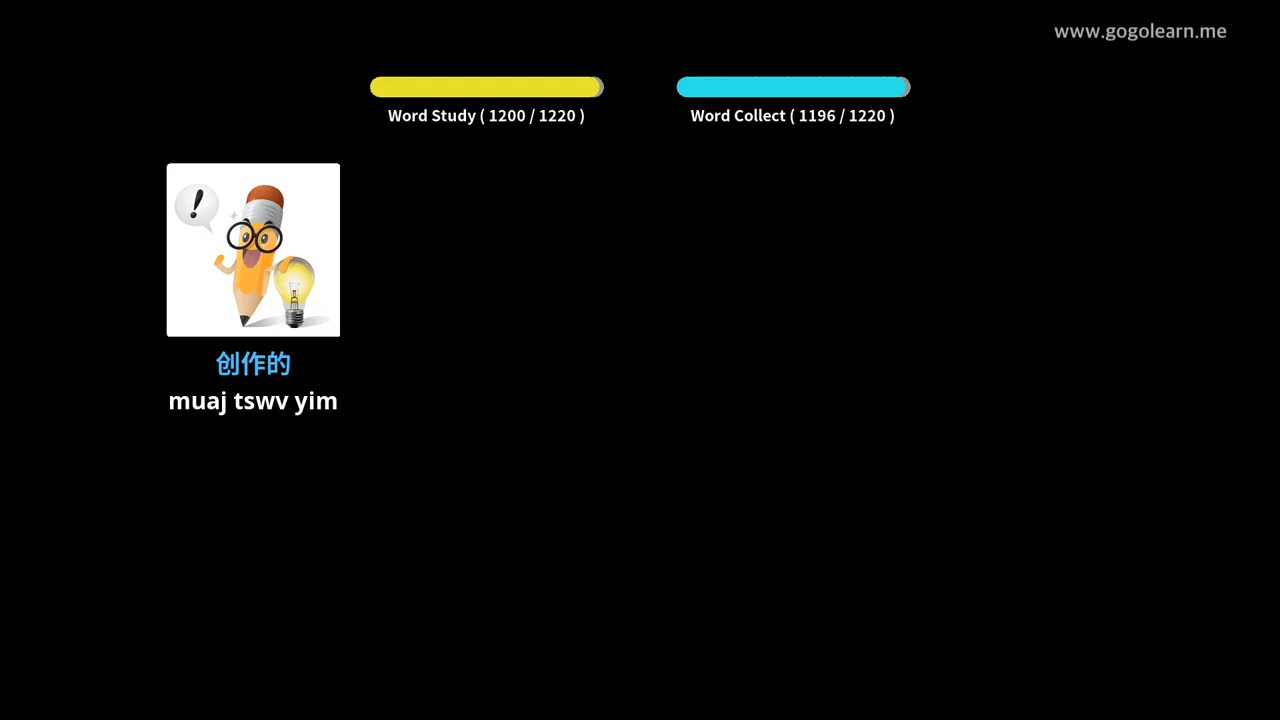 www.gogolearn.me
Word Study ( 1200 / 1220 )
Word Collect ( 1196 / 1220 )
!
创作的
muaj tswv yim